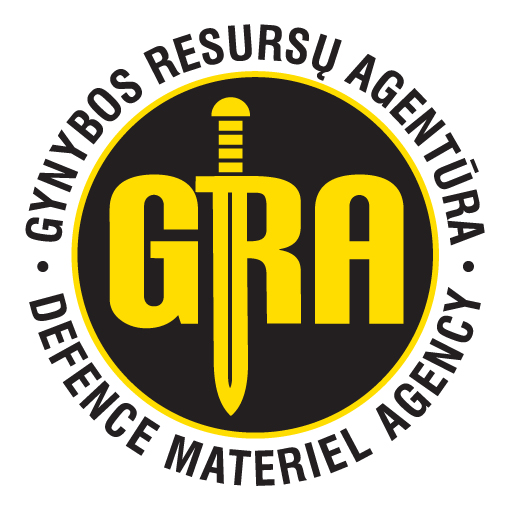 GYNYBOS RESURSŲ AGENTŪRA
GRA
DEFENCE MATERIEL AGENCY